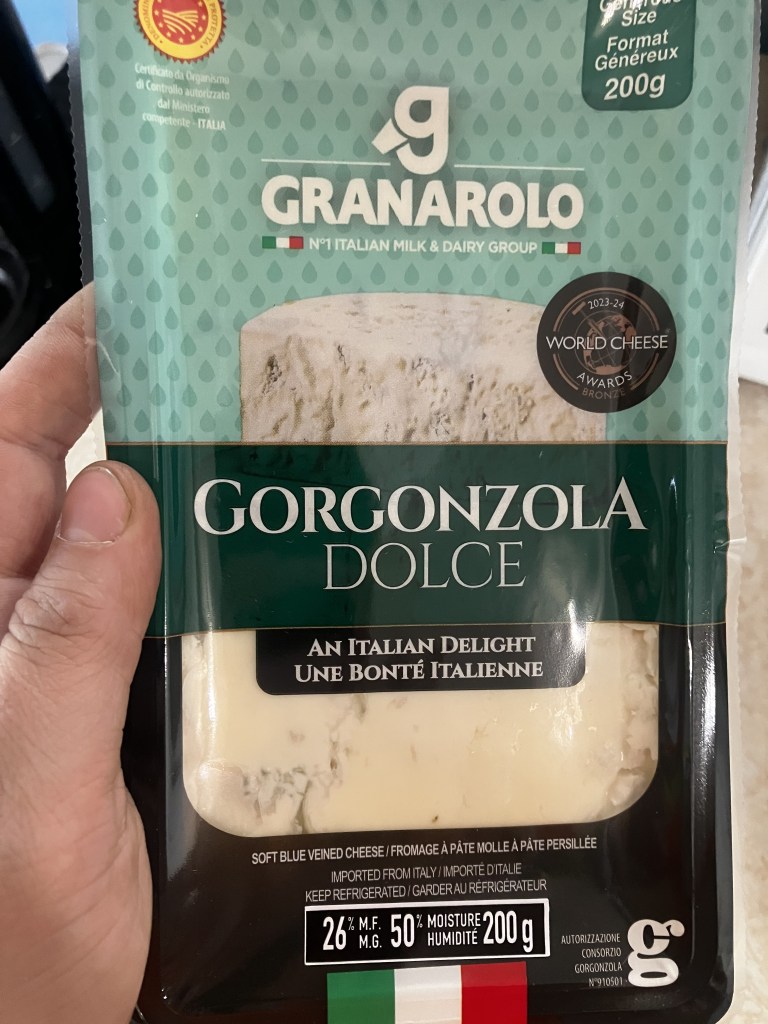 Certificato da Organismo
di Controllo autorizzato
dal Ministero
competente - ITALIA
Size
Format
Généreux
200g
g
GRANAROLO
N°1 ITALIAN MILK & DAIRY GROUP
2023-24
WORLD CHEESE
AWARDS
BRONZE
GORGONZOLA
DOLCE
AN ITALIAN DELIGHT
UNE BONTÉ ITALIENNE
SOFT BLUE VEINED CHEESE / FROMAGE À PÂTE MOLLE À PÂTE PERSILLÉE
IMPORTED FROM ITALY / IMPORTÉ D'ITALIE
KEEP REFRIGERATED / GARDER AU RÉFRIGÉRATEUR
26% M.F. 50% MOISTURE 200 g
M.G. HUMIDITÉ
AUTORIZZAZIONE
CONSORZIO
GORGONZOLA
N°910501
g